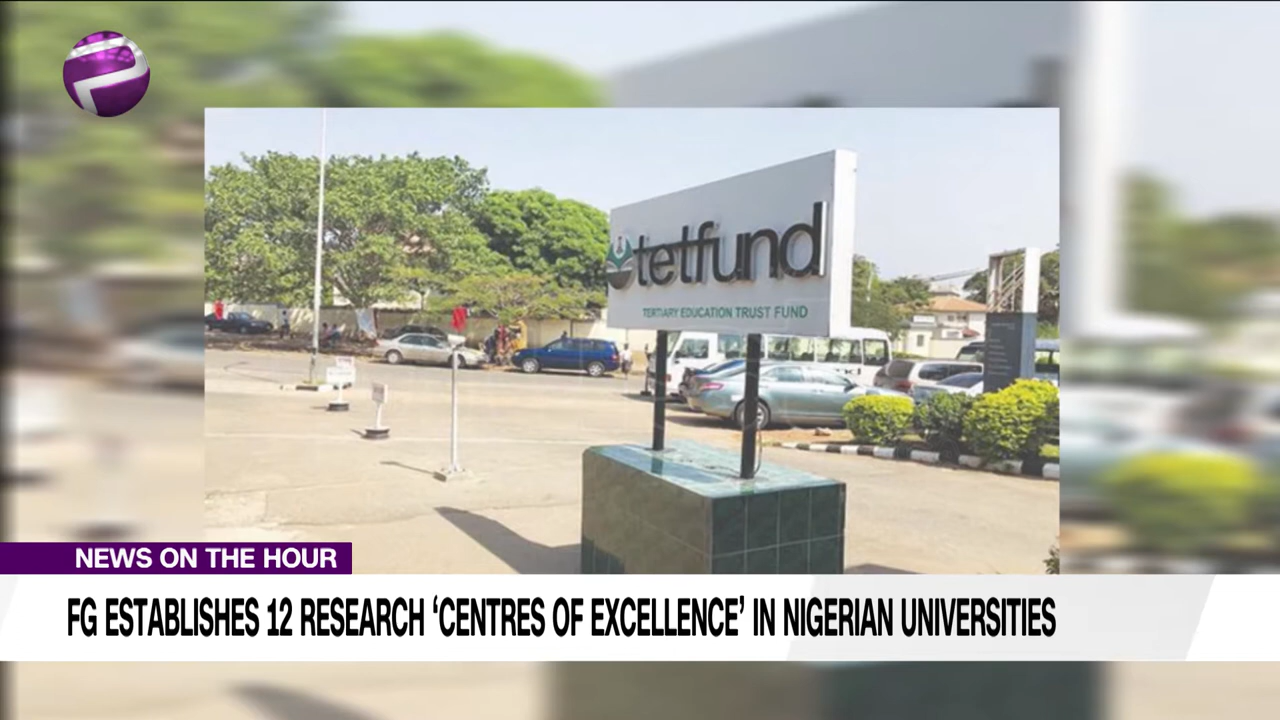 tetfund
TERTIARY EDUCATION TRUST FUND
NEWS ON THE HOUR
FG ESTABLISHES 12 RESEARCH ‘CENTRES OF EXCELLENCE’ IN NIGERIAN UNIVERSITIES